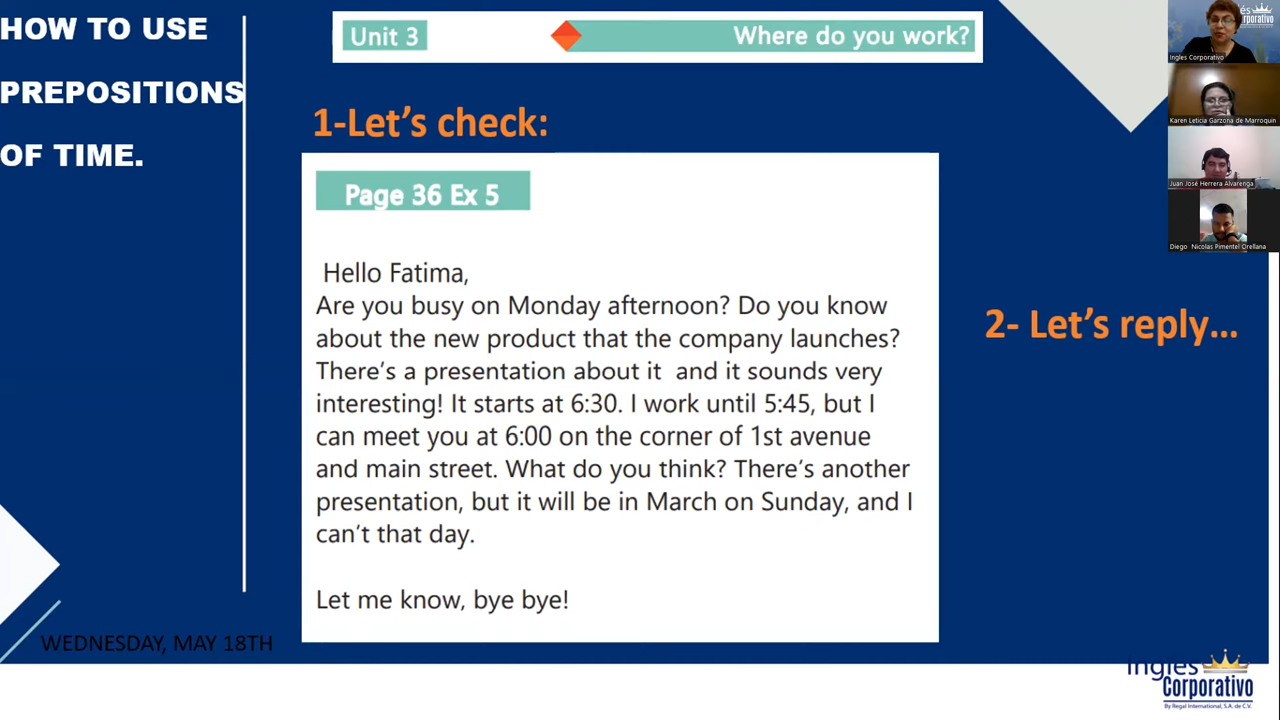 HOW TO USE
PREPOSITIONS
OF TIME.
Unit 3
Where do you work?
1-Let's check:
Page 36 Ex 5
Hello Fatima,
Are you busy on Monday afternoon? Do you know
about the new product that the company launches?
There's a presentation about it and it sounds very
interesting! It starts at 6:30. I work until 5:45, but I
can meet you at 6:00 on the corner of 1st avenue
and main street. What do you think? There's another
presentation, but it will be in March on Sunday, and I
can't that day.
Let me know, bye bye!
2- Let's reply...
WEDNESDAY, MAY 18TH
Inglés
Corporativo
By Regal International, S.A. de C.V.
és
Corporativo
Ingles Corporativo
Karen Leticia Garzona de Marroquin
Juan José Herrera Alvarenga
Diego Nicolas Pimentel Orellana